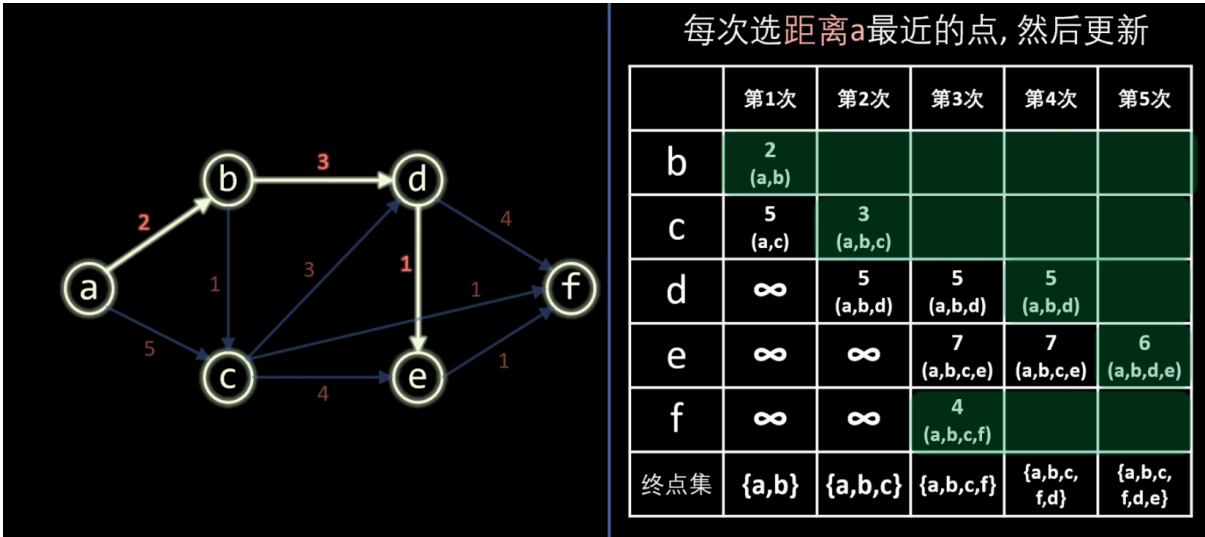 每次选距离a最近的点, 然后更新
b
3
d
2
4
a
1
3
1
1
f
5
c
4
e
1
第1次 第2次 第3次 第4次 第5次
b 2
(a,b)
c 5 3
(a,c) (a,b,c)
d ∞ 5 5 5
(a,b,d) (a,b,d) (a,b,d)
e ∞ ∞ 7 7 6
(a,b,c,e) (a,b,c,e) (a,b,d,e)
f ∞ ∞ 4
(a,b,c,f)
终点集 {a,b} {a,b,c} {a,b,c,f} {a,b,c, {a,b,c,
f,d} f,d,e}